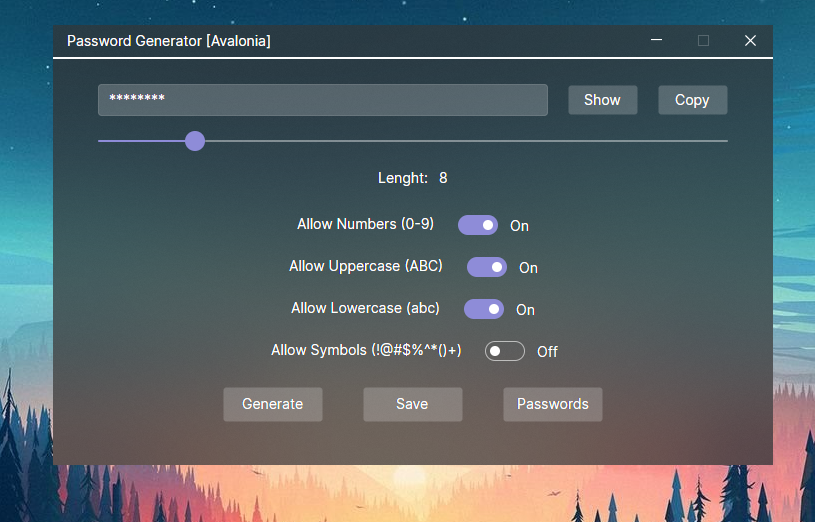 Password Generator [Avalonia]
******** Show Copy
Lenght: 8
Allow Numbers (0-9) On
Allow Uppercase (ABC) On
Allow Lowercase (abc) On
Allow Symbols (!@#$%^*()+) Off
Generate Save Passwords